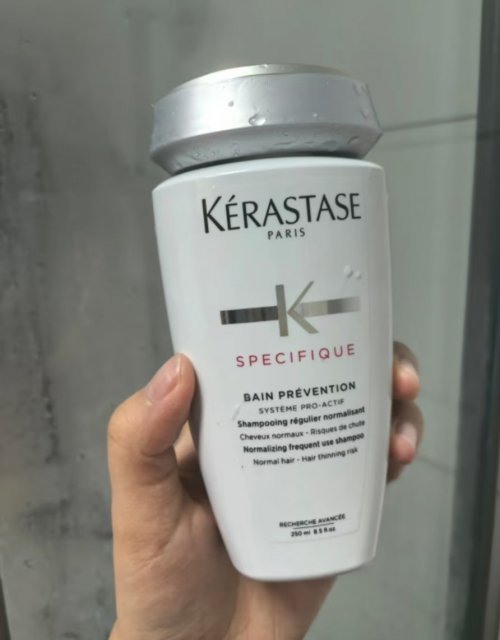 KÉRASTASE
PARIS
K
SPECIFIQUE
BAIN PRÉVENTION
SYSTÈME PRO-ACTIF
Shampooing régulier normalisant
Cheveux normaux - Risques de chute
Normalizing frequent use shampoo
Normal hair - Hair thinning risk
RECHERCHE AVANCÉE
250 ml 8.5 fl.oz.